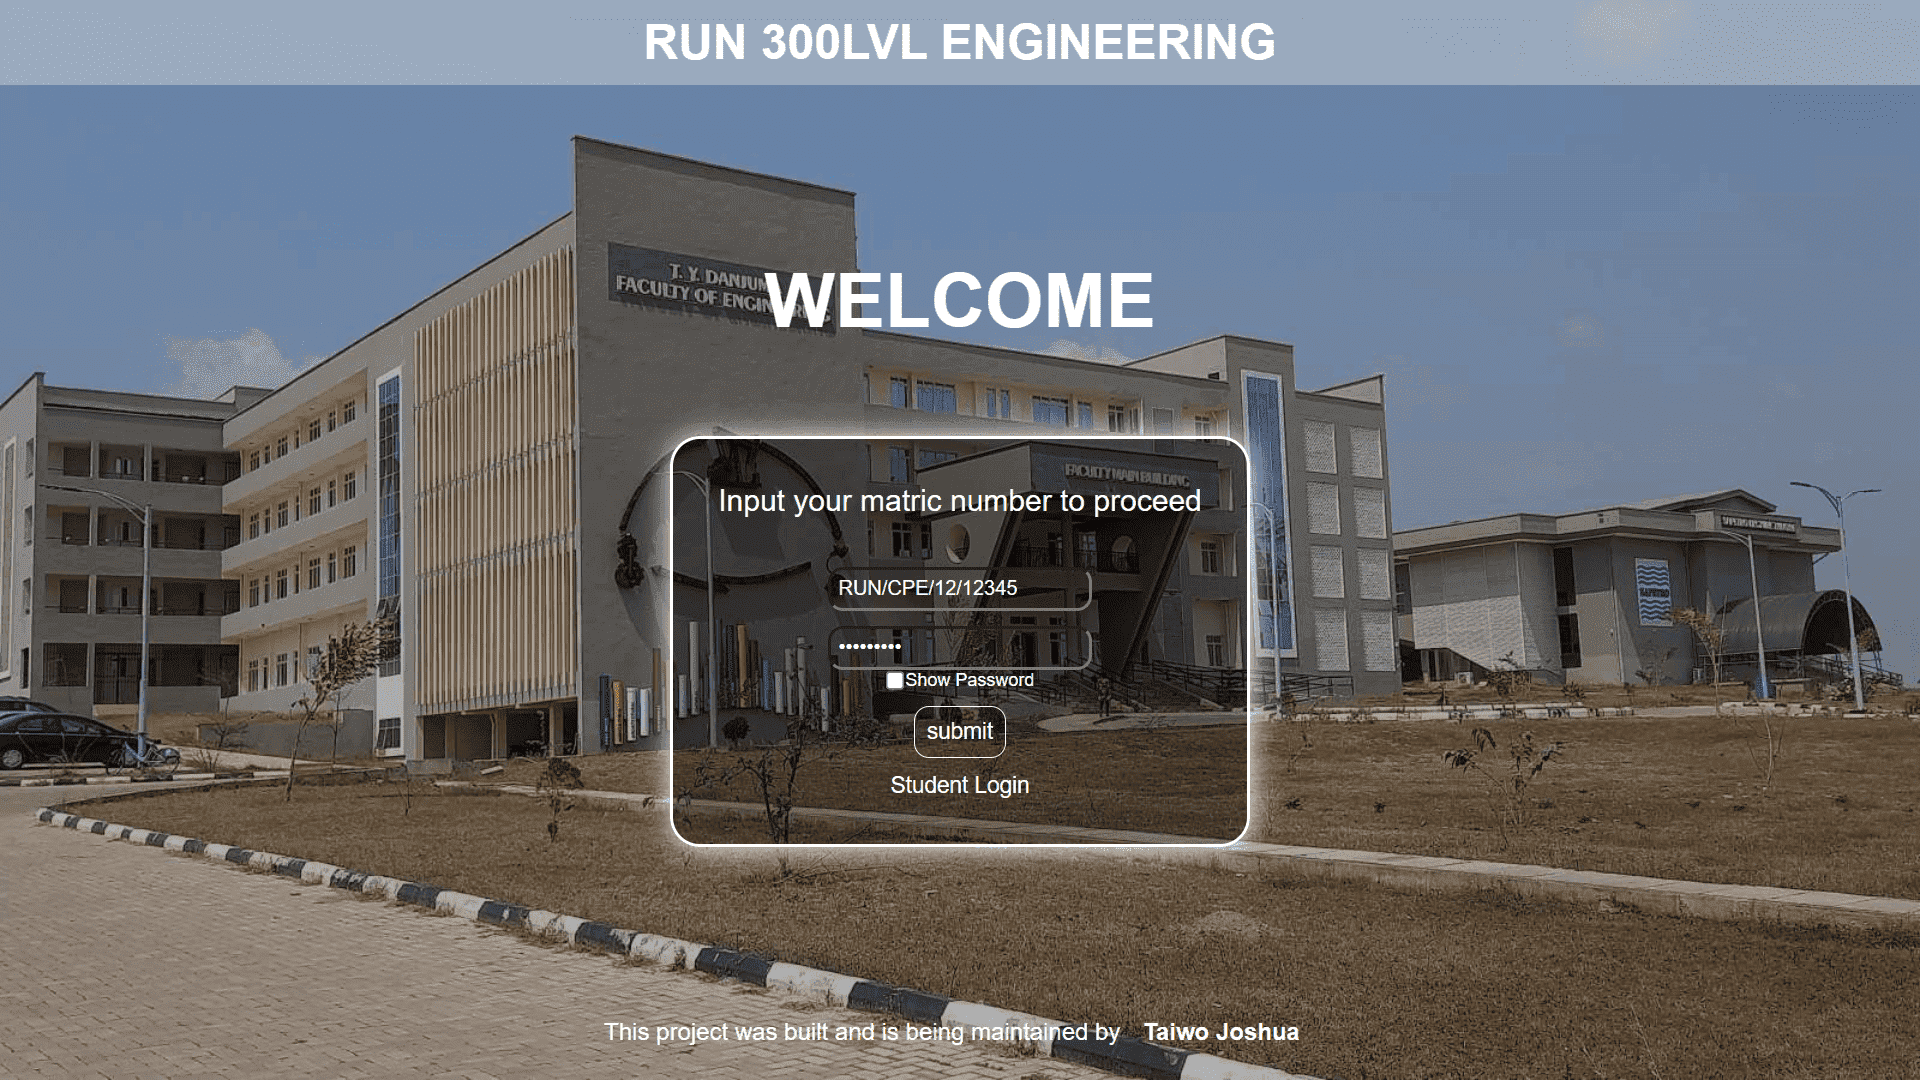 RUN 300LVL ENGINEERING
T. Y. DANJUM
FACULTY OF ENGINEERING
WELCOME
FACULTY MAIN BUILDING
Input your matric number to proceed
RUN/CPE/12/12345
•••••••••
Show Password
submit
Student Login
This project was built and is being maintained by Taiwo Joshua